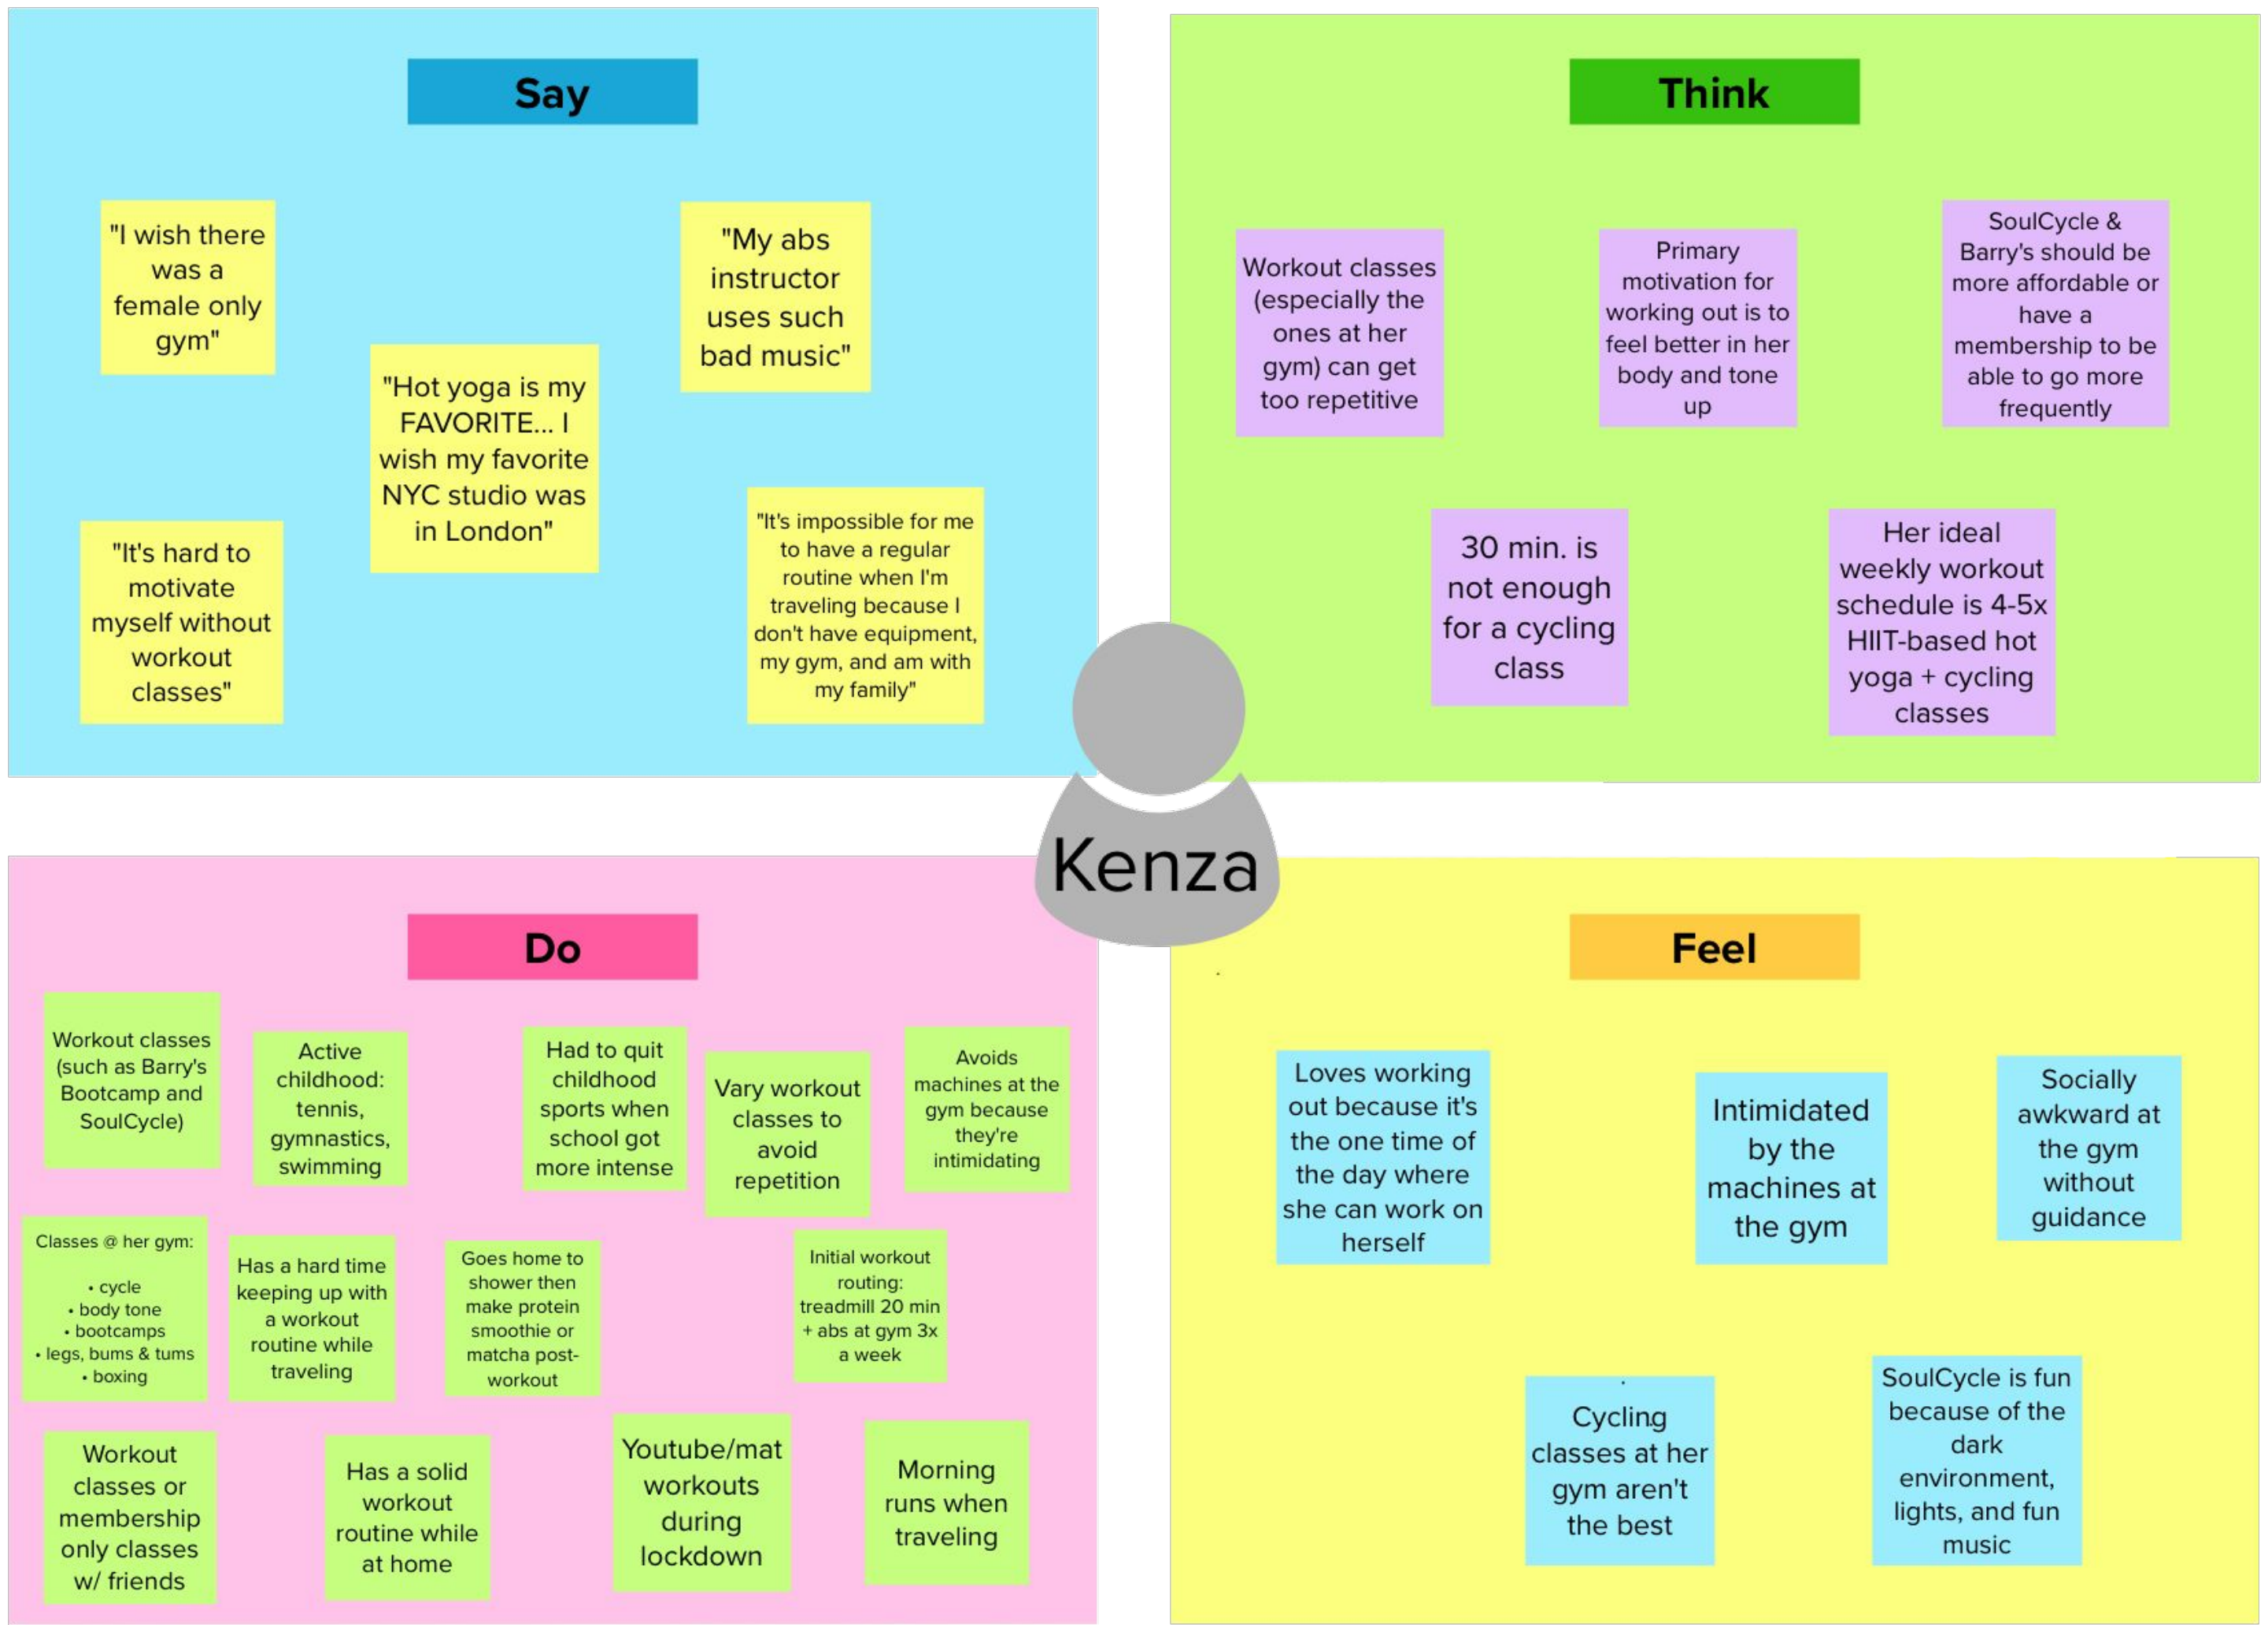 Say
"I wish there
was a
female only
gym"
"My abs
instructor
uses such
bad music"
"Hot yoga is my
FAVORITE... I
wish my favorite
NYC studio was
in London"
"It's hard to
motivate
myself without
workout
classes"
"It's impossible for me
to have a regular
routine when I'm
traveling because I
don't have equipment,
my gym, and am with
my family"
Think
Workout classes
(especially the
ones at her
gym) can get
too repetitive
Primary
motivation for
working out is to
feel better in her
body and tone
up
SoulCycle &
Barry's should be
more affordable or
have a
membership to be
able to go more
frequently
30 min. is
not enough
for a cycling
class
Her ideal
weekly workout
schedule is 4-5x
HIIT-based hot
yoga + cycling
classes
Kenza
Do
Workout classes
(such as Barry's
Bootcamp and
SoulCycle)
Active
childhood:
tennis,
gymnastics,
swimming
Had to quit
childhood
sports when
school got
more intense
Vary workout
classes to
avoid
repetition
Avoids
machines at the
gym because
they're
intimidating
Classes @ her gym:
• cycle
• body tone
• bootcamps
• legs, bums & tums
• boxing
Has a hard time
keeping up with
a workout
routine while
traveling
Goes home to
shower then
make protein
smoothie or
matcha post-
workout
Initial workout
routing:
treadmill 20 min
+ abs at gym 3x
a week
Workout
classes or
membership
only classes
w/ friends
Has a solid
workout
routine while
at home
Youtube/mat
workouts
during
lockdown
Morning
runs when
traveling
Feel
Loves working
out because it's
the one time of
the day where
she can work on
herself
Intimidated
by the
machines at
the gym
Socially
awkward at
the gym
without
guidance
Cycling
classes at her
gym aren't
the best
SoulCycle is fun
because of the
dark
environment,
lights, and fun
music